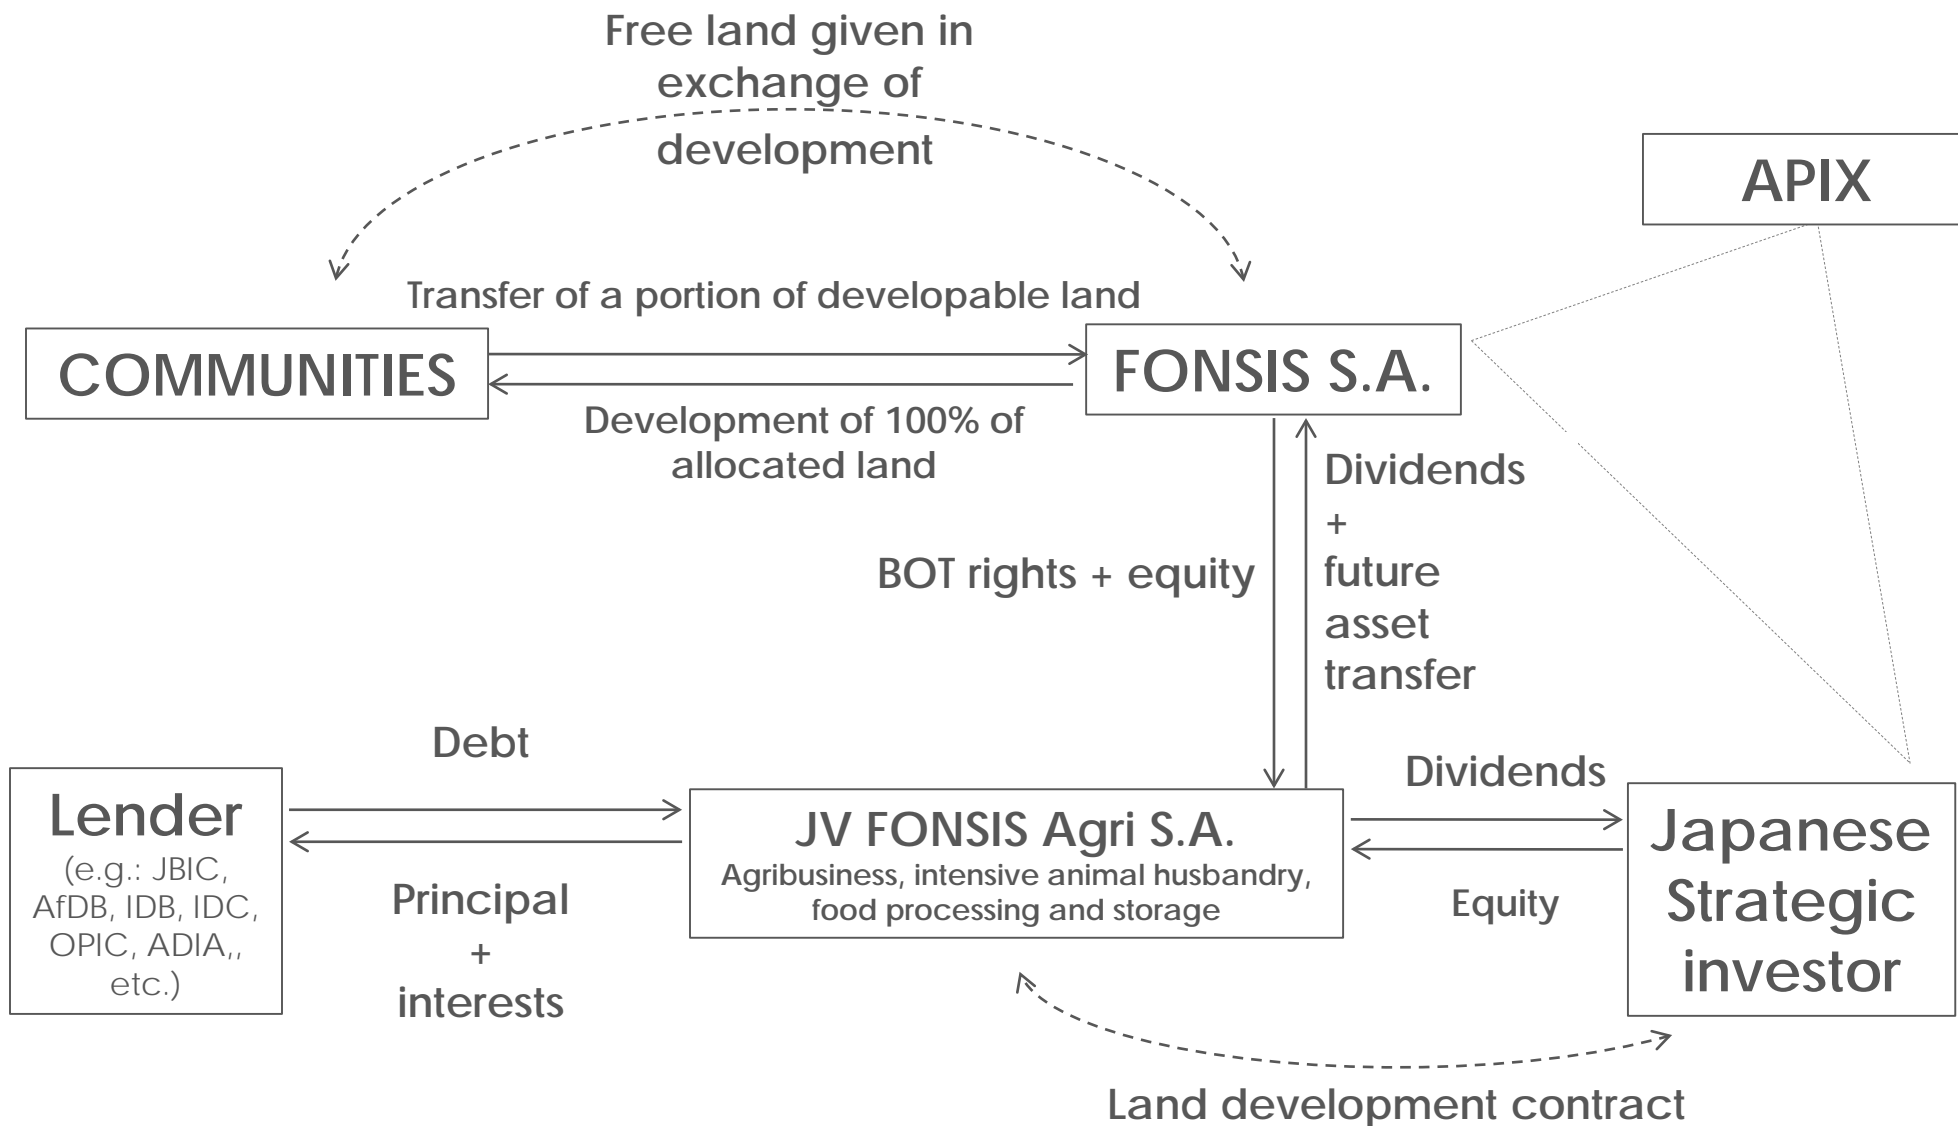 Free land given in
exchange of
development
APIX
Transfer of a portion of developable land
COMMUNITIES
FONSIS S.A.
Development of 100% of
allocated land
Dividends
+
future
asset
transfer
BOT rights + equity
Debt
Lender
(e.g.: JBIC,
AfDB, IDB, IDC,
OPIC, ADIA,,
etc.)
Principal
+
interests
JV FONSIS Agri S.A.
Agribusiness, intensive animal husbandry,
food processing and storage
Dividends
Equity
Japanese
Strategic
investor
Land development contract